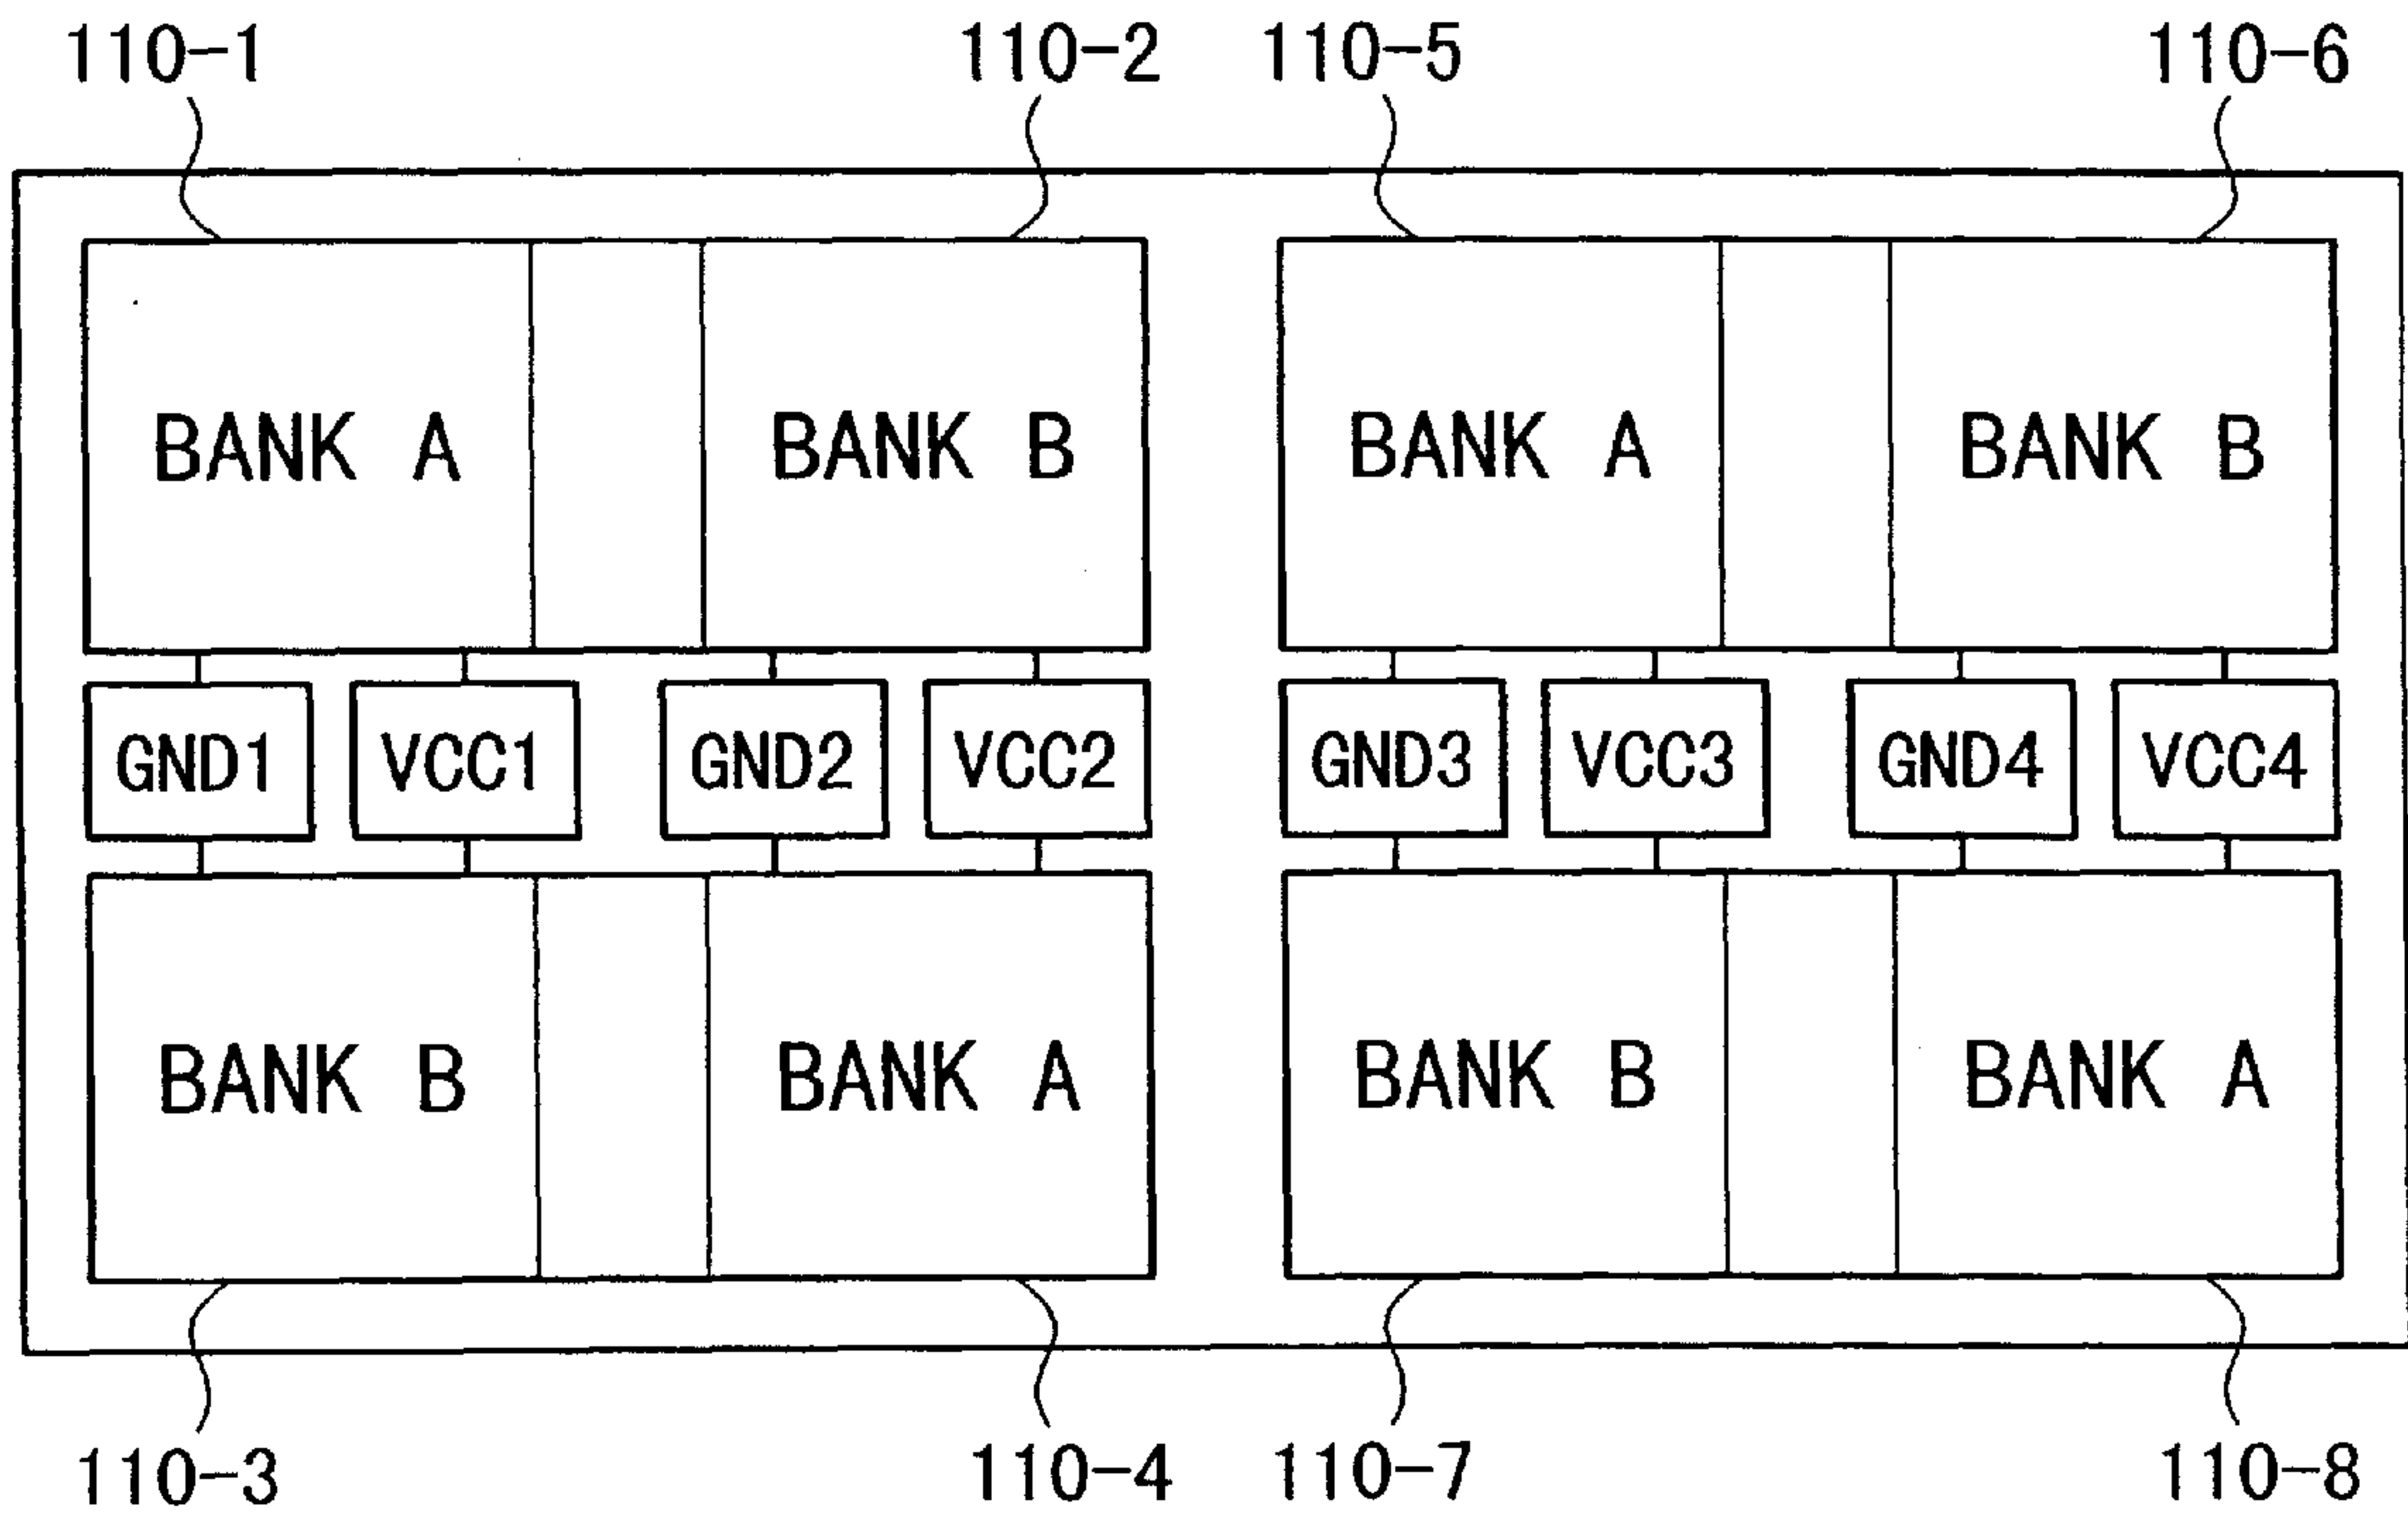 110-1 110-2 110-5 110-6
BANK A BANK B BANK A BANK B
GND1 VCC1 GND2 VCC2 GND3 VCC3 GND4 VCC4
BANK B BANK A BANK B BANK A
110-3 110-4 110-7 110-8